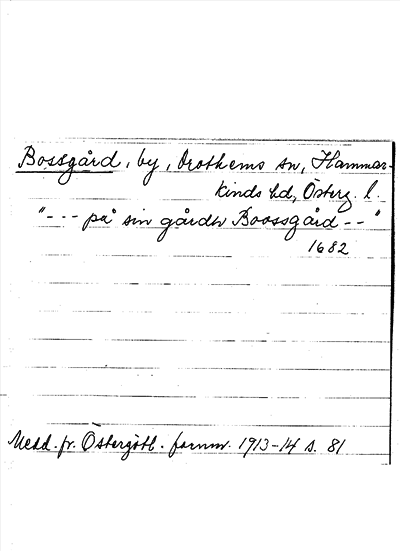 Bossgård, by, Drothems sn, Hammar-
kinds hd, Österg. l.
"--- på sin gårdh Boossgård --"
1682
Medd. fr. Östergötl. fornm. 1913-14 s. 81